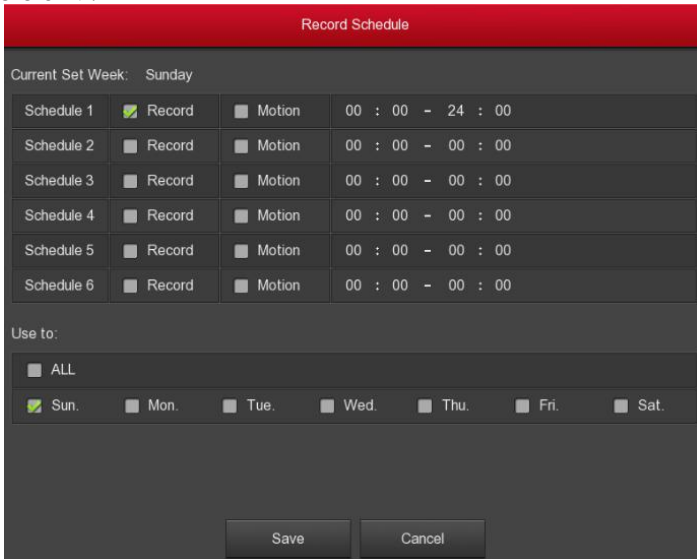 Record Schedule
Current Set Week: Sunday
Schedule 1 Record Motion 00 : 00 - 24 : 00
Schedule 2 Record Motion 00 : 00 - 00 : 00
Schedule 3 Record Motion 00 : 00 - 00 : 00
Schedule 4 Record Motion 00 : 00 - 00 : 00
Schedule 5 Record Motion 00 : 00 - 00 : 00
Schedule 6 Record Motion 00 : 00 - 00 : 00
Use to:
ALL
Sun. Mon. Tue. Wed. Thu. Fri. Sat.
Save Cancel